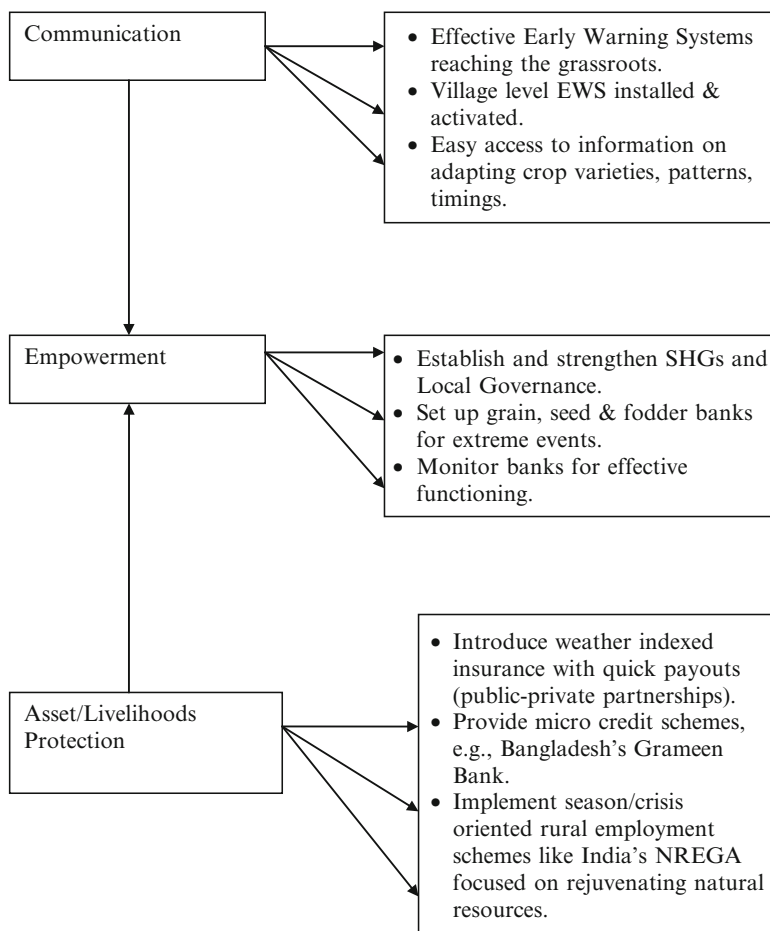 Communication
• Effective Early Warning Systems
reaching the grassroots.
• Village level EWS installed &
activated.
• Easy access to information on
adapting crop varieties, patterns,
timings.
Empowerment
• Establish and strengthen SHGs and
Local Governance.
• Set up grain, seed & fodder banks
for extreme events.
• Monitor banks for effective
functioning.
Asset/Livelihoods
Protection
• Introduce weather indexed
insurance with quick payouts
(public-private partnerships).
• Provide micro credit schemes,
e.g., Bangladesh's Grameen
Bank.
• Implement season/crisis
oriented rural employment
schemes like India's NREGA
focused on rejuvenating natural
resources.